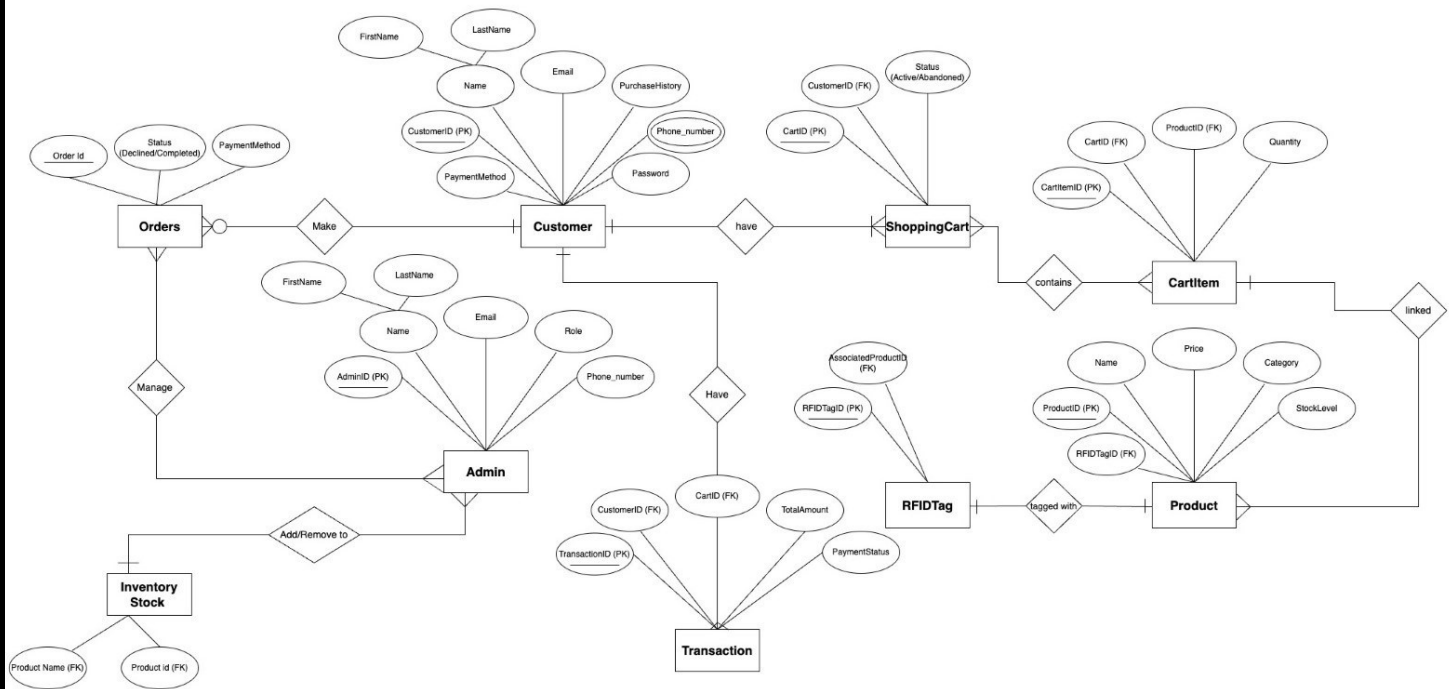 FirstName
LastName
Name
Email
PurchaseHistory
CustomerID (PK)
Phone_number
PaymentMethod
Password
Customer
Order Id
Status
(Declined/Completed)
PaymentMethod
Orders
Make
have
CustomerID (FK)
Status
(Active/Abandoned)
CartID (PK)
ShoppingCart
contains
CartID (FK)
ProductID (FK)
Quantity
CartItemID (PK)
CartItem
linked
FirstName
LastName
Name
Email
Role
AdminID (PK)
Phone_number
Admin
Manage
Have
AssociatedProductID
(FK)
RFIDTagID (PK)
RFIDTag
tagged with
Name
Price
Category
ProductID (PK)
StockLevel
RFIDTagID (FK)
Product
Add/Remove to
Inventory
Stock
Product Name (FK)
Product id (FK)
CustomerID (FK)
CartID (FK)
TotalAmount
TransactionID (PK)
PaymentStatus
Transaction